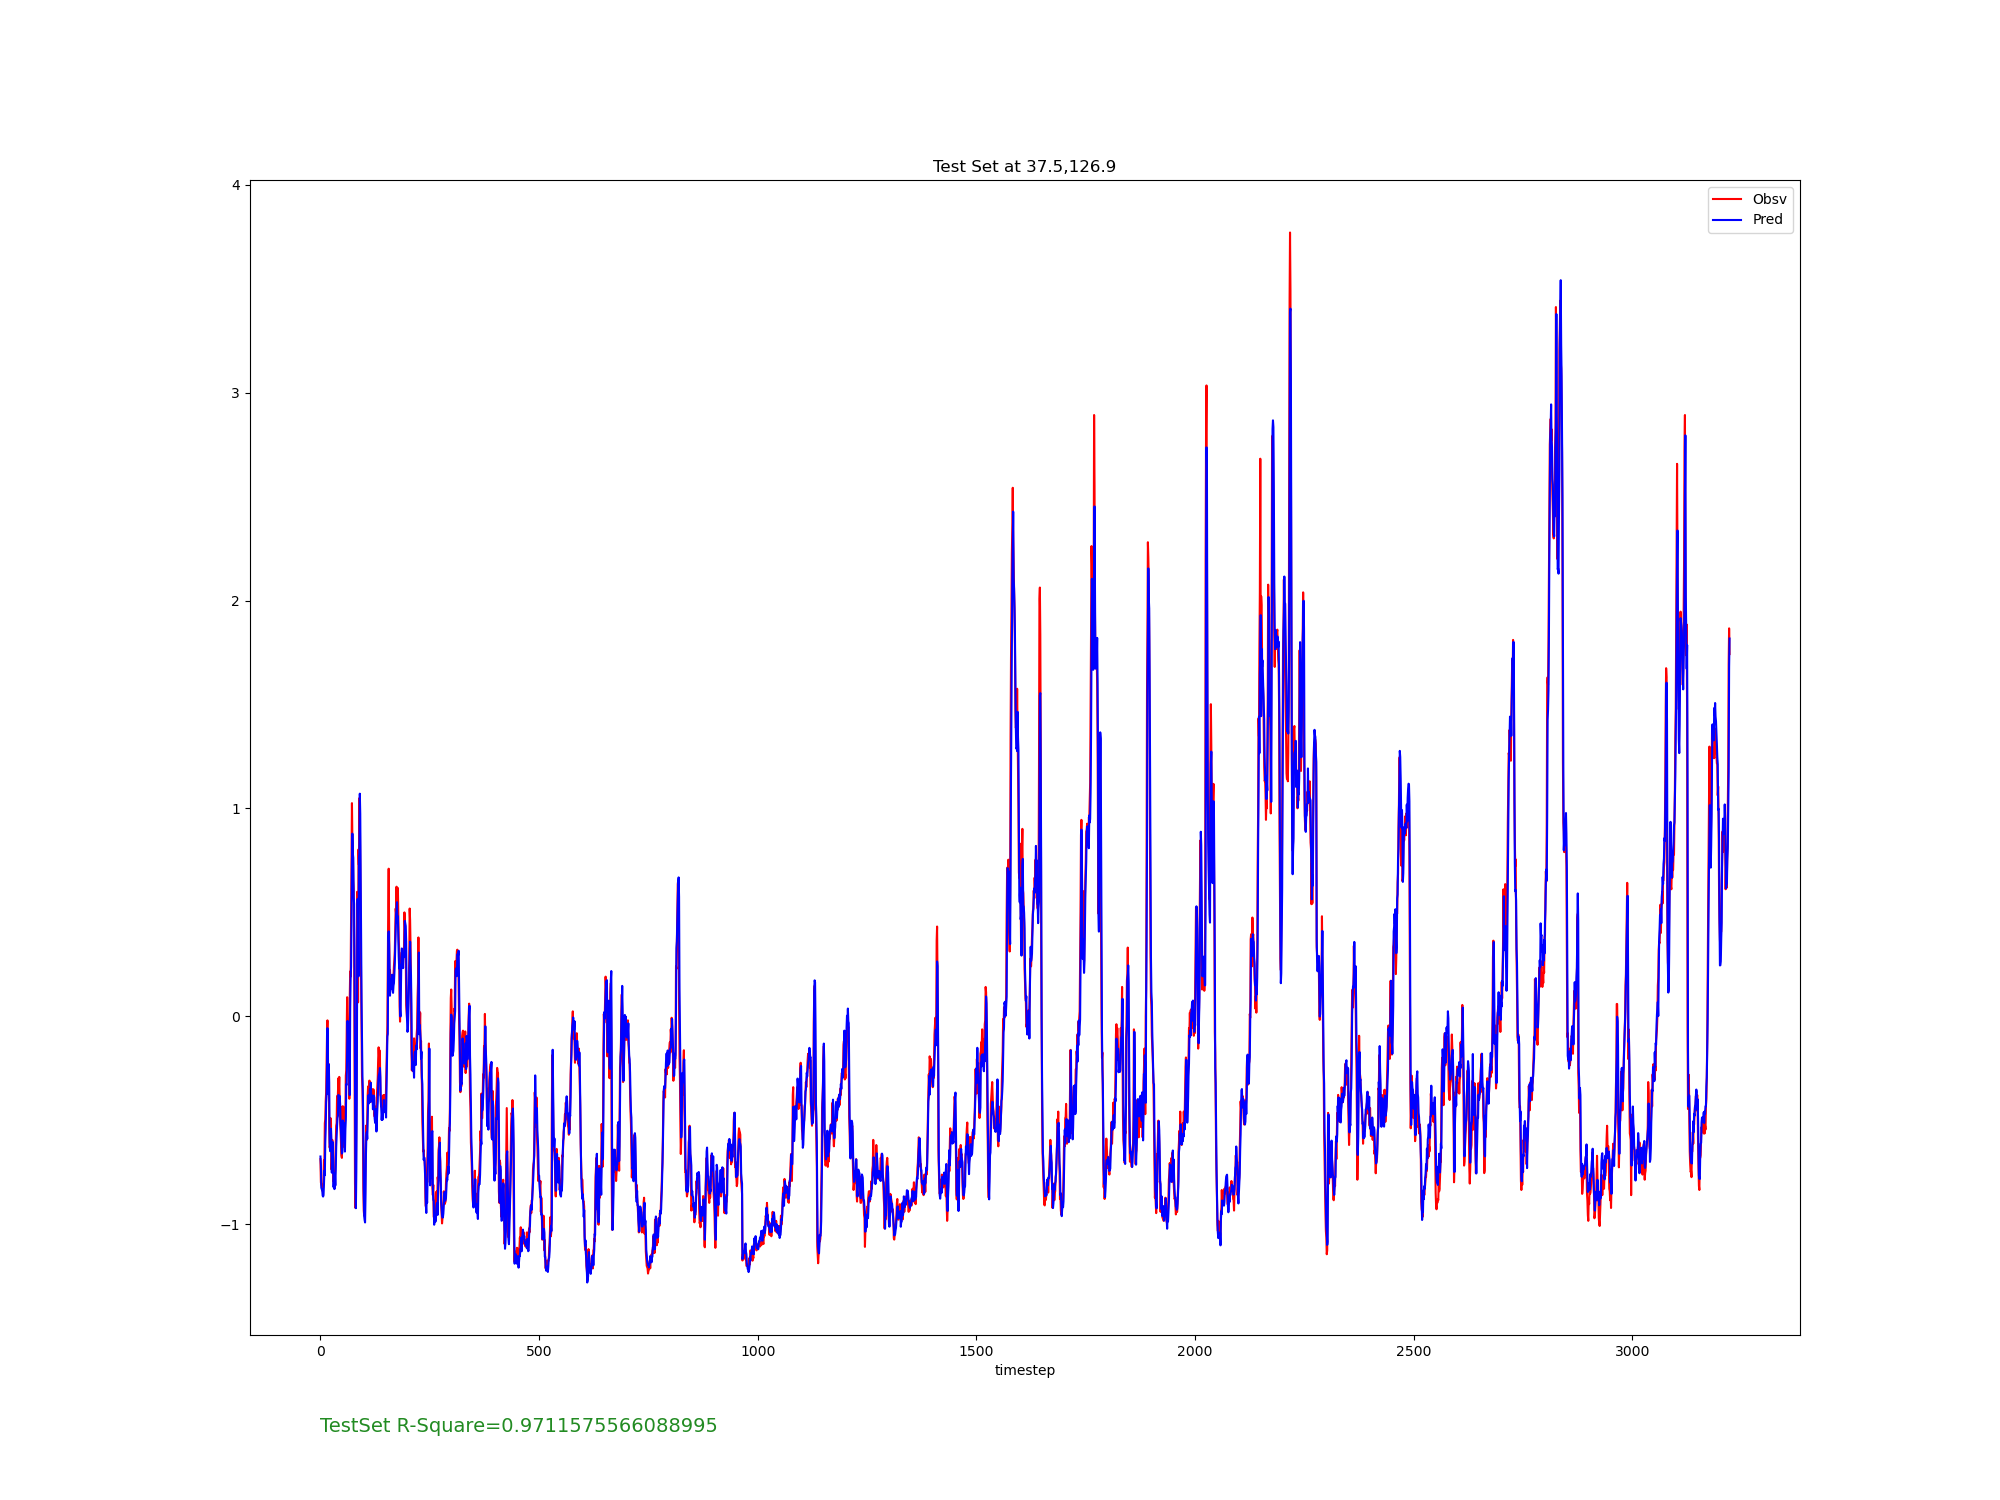 Test Set at 37.5,126.9
Obsv
Pred
4
3
2
1
0
−1
0 500 1000 1500 2000 2500 3000
timestep
TestSet R-Square=0.9711575566088995